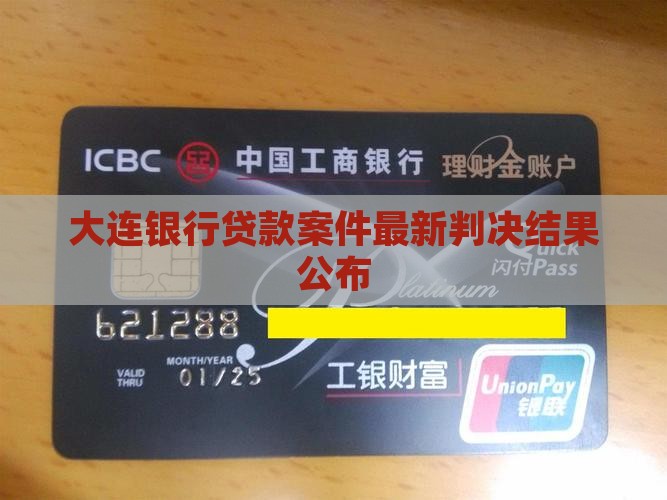 ICBC 中国工商银行 理财金账户
大连银行贷款案件最新判决结果
公布
Quick
闪付Pass
Platinum
621288
VALID THRU
MONTH/YEAR
01/25
工银财富
UnionPay
银联